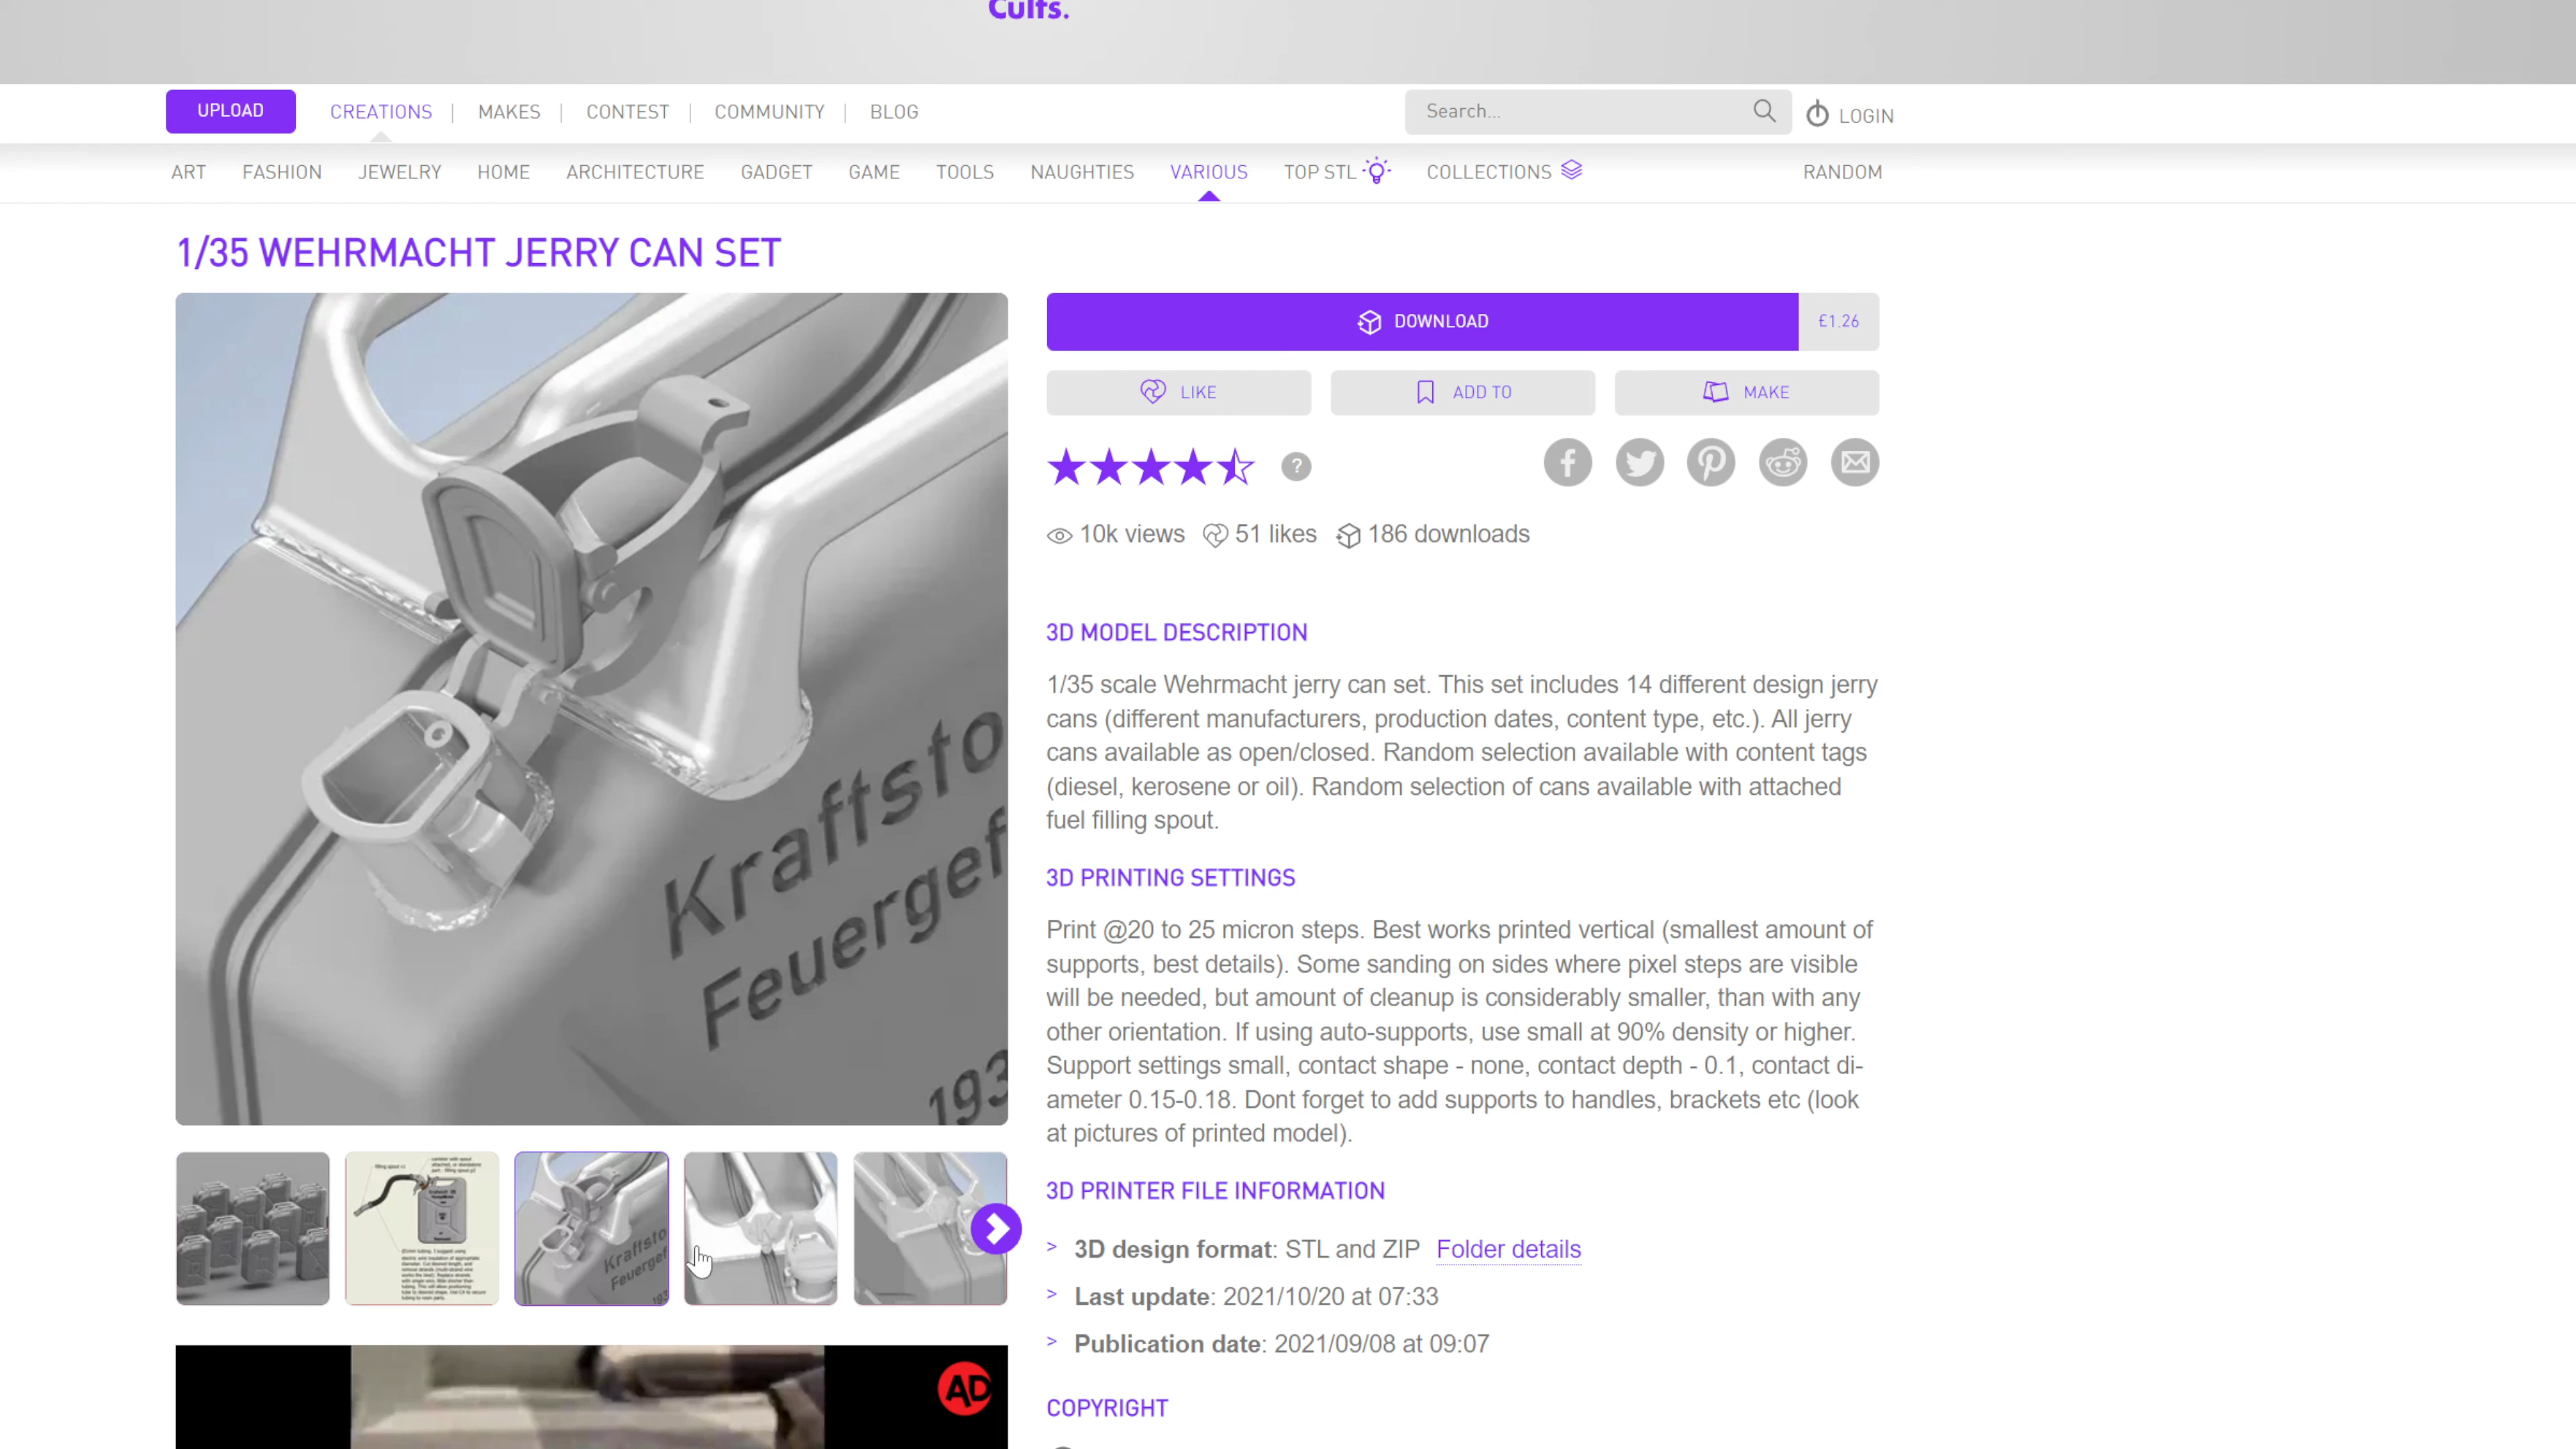 Cults.
UPLOAD CREATIONS | MAKES | CONTEST | COMMUNITY | BLOG Search... LOGIN
ART FASHION JEWELRY HOME ARCHITECTURE GADGET GAME TOOLS NAUGHTIES VARIOUS TOP STL COLLECTIONS RANDOM
1/35 WEHRMACHT JERRY CAN SET
DOWNLOAD £1.26
LIKE ADD TO MAKE
?
10k views 51 likes 186 downloads
3D MODEL DESCRIPTION
1/35 scale Wehrmacht jerry can set. This set includes 14 different design jerry
cans (different manufacturers, production dates, content type, etc.). All jerry
cans available as open/closed. Random selection available with content tags
(diesel, kerosene or oil). Random selection of cans available with attached
fuel filling spout.
3D PRINTING SETTINGS
Print @20 to 25 micron steps. Best works printed vertical (smallest amount of
supports, best details). Some sanding on sides where pixel steps are visible
will be needed, but amount of cleanup is considerably smaller, than with any
other orientation. If using auto-supports, use small at 90% density or higher.
Support settings small, contact shape - none, contact depth - 0.1, contact di-
ameter 0.15-0.18. Dont forget to add supports to handles, brackets etc (look
at pictures of printed model).
3D PRINTER FILE INFORMATION
> 3D design format: STL and ZIP Folder details
> Last update: 2021/10/20 at 07:33
> Publication date: 2021/09/08 at 09:07
COPYRIGHT
Kraftsto
Feuergef
193
Kraftsto
Feuergef
193
AD